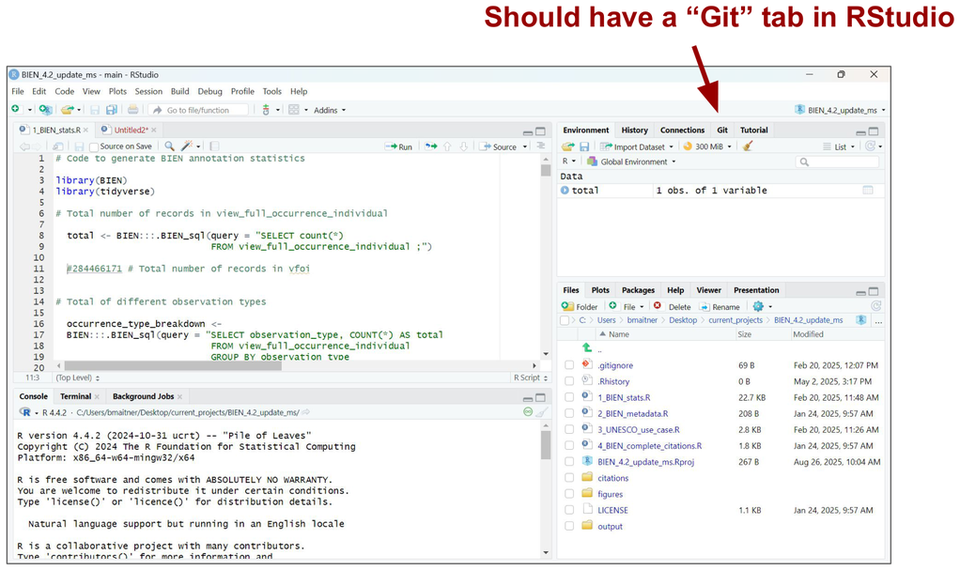 Should have a “Git” tab in RStudio
BIEN_4.2_update_ms - main - RStudio
File Edit Code View Plots Session Build Debug Profile Tools Help
Go to file/function Addins BIEN_4.2_update_ms
1_BIEN_stats.R Untitled2*
Source on Save Run Source
1 # Code to generate BIEN annotation statistics
2
3 library(BIEN)
4 library(tidyverse)
5
6 # Total number of records in view_full_occurrence_individual
7
8 total <- BIEN:::.BIEN_sql(query = "SELECT count(*)
9 FROM view_full_occurrence_individual ;")
10
11 #284466171 # Total number of records in vfoi
12
13
14 # Total of different observation types
15
16 occurrence_type_breakdown <-
17 BIEN:::.BIEN_sql(query = "SELECT observation_type, COUNT(*) AS total
18 FROM view_full_occurrence_individual
19 GROUP BY observation type
20
11:3 (Top Level) R Script
Console Terminal Background Jobs
R 4.4.2 · C:/Users/bmaitner/Desktop/current_projects/BIEN_4.2_update_ms/
R version 4.4.2 (2024-10-31 ucrt) -- "Pile of Leaves"
Copyright (C) 2024 The R Foundation for Statistical Computing
Platform: x86_64-w64-mingw32/x64
R is free software and comes with ABSOLUTELY NO WARRANTY.
You are welcome to redistribute it under certain conditions.
Type 'license()' or 'licence()' for distribution details.
Natural language support but running in an English locale
R is a collaborative project with many contributors.
Type 'contributors()' for more information and
Environment History Connections Git Tutorial
Import Dataset 300 MiB List
R Global Environment
Data
total 1 obs. of 1 variable
Files Plots Packages Help Viewer Presentation
Folder File Delete Rename
C: Users bmaitner Desktop current_projects BIEN_4.2_update_ms ...
Name Size Modified
..
.gitignore 69 B Feb 20, 2025, 12:07 PM
.Rhistory 0 B May 2, 2025, 3:17 PM
1_BIEN_stats.R 22.7 KB Feb 20, 2025, 11:48 AM
2_BIEN_metadata.R 208 B Jan 24, 2025, 9:57 AM
3_UNESCO_use_case.R 2.8 KB Feb 20, 2025, 11:26 AM
4_BIEN_complete_citations.R 1.8 KB Jan 24, 2025, 9:57 AM
BIEN_4.2_update_ms.Rproj 267 B Aug 26, 2025, 10:04 AM
citations
figures
LICENSE 1.1 KB Jan 24, 2025, 9:57 AM
output